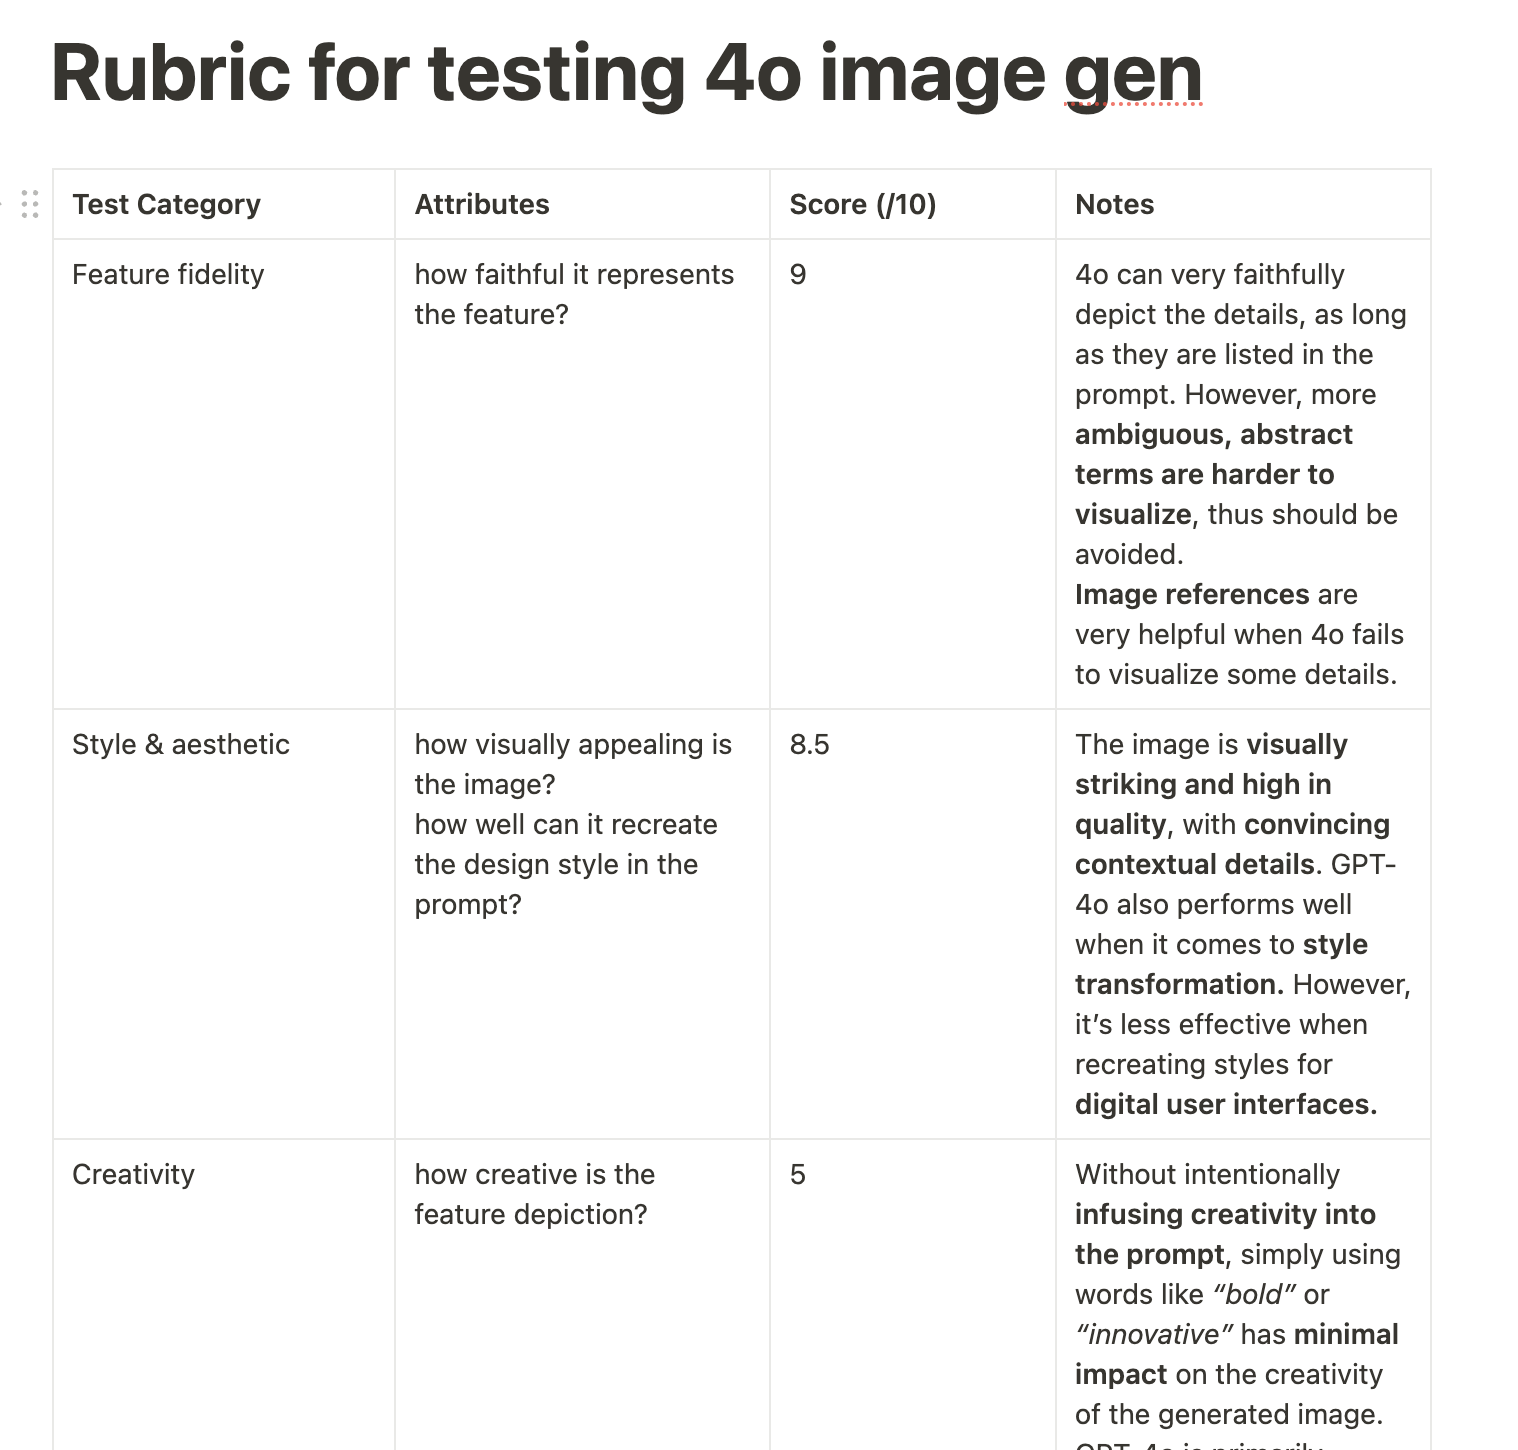 Rubric for testing 4o image gen
Test Category
Attributes
Score (/10)
Notes
Feature fidelity
how faithful it represents
the feature?
9
4o can very faithfully
depict the details, as long
as they are listed in the
prompt. However, more
ambiguous, abstract
terms are harder to
visualize, thus should be
avoided.
Image references are
very helpful when 4o fails
to visualize some details.
Style & aesthetic
how visually appealing is
the image?
how well can it recreate
the design style in the
prompt?
8.5
The image is visually
striking and high in
quality, with convincing
contextual details. GPT-
4o also performs well
when it comes to style
transformation. However,
it’s less effective when
recreating styles for
digital user interfaces.
Creativity
how creative is the
feature depiction?
5
Without intentionally
infusing creativity into
the prompt, simply using
words like “bold” or
“innovative” has minimal
impact on the creativity
of the generated image.
GPT-4o is primarily